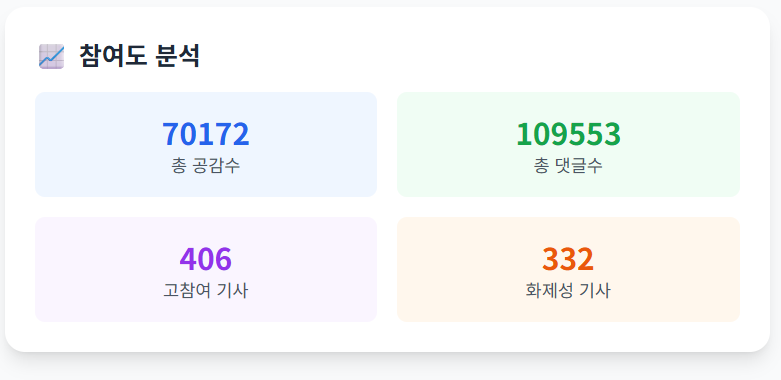 참여도 분석
70172
총 공감수
109553
총 댓글수
406
고참여 기사
332
화제성 기사